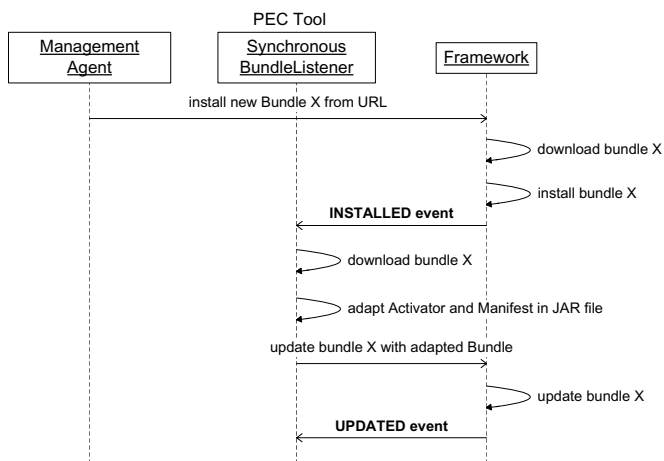 PEC Tool
Management
Agent
Synchronous
BundleListener
Framework
install new Bundle X from URL
download bundle X
install bundle X
INSTALLED event
download bundle X
adapt Activator and Manifest in JAR file
update bundle X with adapted Bundle
update bundle X
UPDATED event